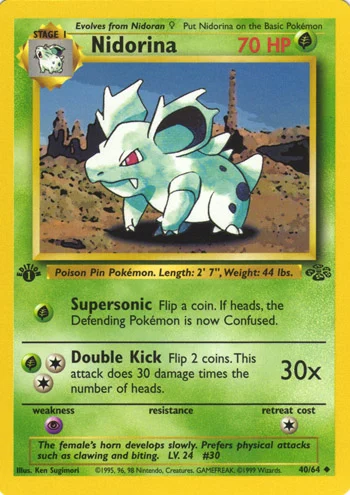 Evolves from Nidoran ♀ Put Nidorina on the Basic Pokémon
STAGE 1
Nidorina 70 HP
EDITION 1
Poison Pin Pokémon. Length: 2' 7", Weight: 44 lbs.
Supersonic Flip a coin. If heads, the
Defending Pokémon is now Confused.
Double Kick Flip 2 coins. This
attack does 30 damage times the
number of heads.
30x
weakness resistance retreat cost
The female's horn develops slowly. Prefers physical attacks
such as clawing and biting. LV. 24 #30
Illus. Ken Sugimori ©1995, 96, 98 Nintendo, Creatures, GAMEFREAK. ©1999 Wizards. 40/64 ◆